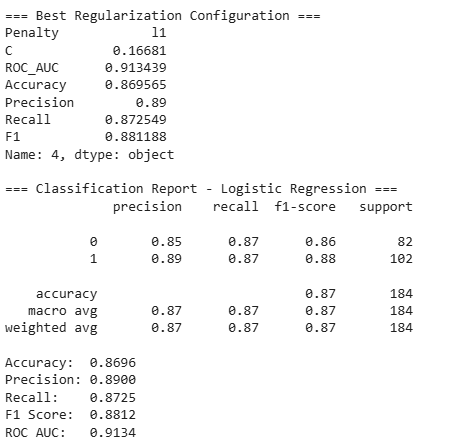 === Best Regularization Configuration ===
Penalty            l1
C             0.16681
ROC_AUC      0.913439
Accuracy     0.869565
Precision        0.89
Recall       0.872549
F1           0.881188
Name: 4, dtype: object

=== Classification Report - Logistic Regression ===
              precision    recall  f1-score   support

           0       0.85      0.87      0.86        82
           1       0.89      0.87      0.88       102

    accuracy                           0.87       184
   macro avg       0.87      0.87      0.87       184
weighted avg       0.87      0.87      0.87       184

Accuracy:  0.8696
Precision: 0.8900
Recall:    0.8725
F1 Score:  0.8812
ROC AUC:   0.9134